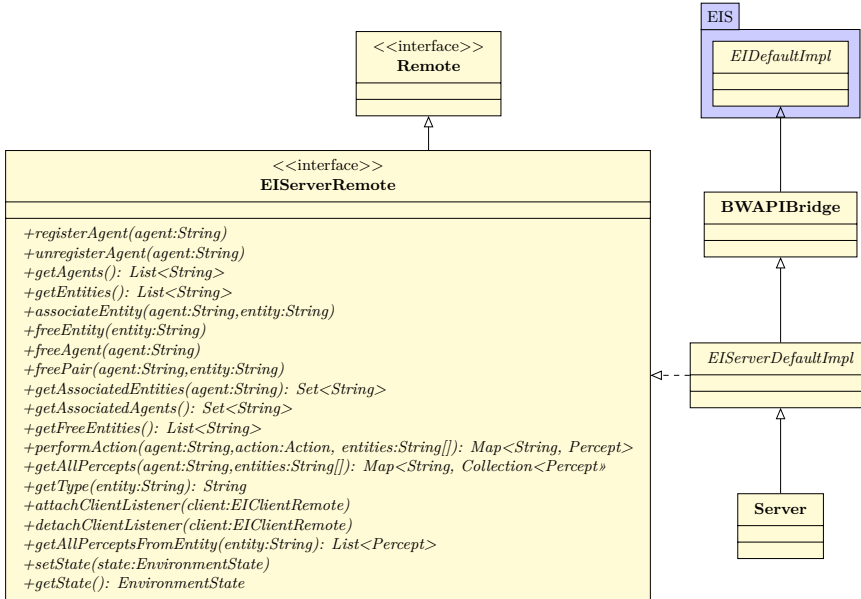 EIS
<<interface>>
Remote
EIDefaultImpl
<<interface>>
EIServerRemote
+registerAgent(agent:String)
+unregisterAgent(agent:String)
+getAgents(): List<String>
+getEntities(): List<String>
+associateEntity(agent:String,entity:String)
+freeEntity(entity:String)
+freeAgent(agent:String)
+freePair(agent:String,entity:String)
+getAssociatedEntities(agent:String): Set<String>
+getAssociatedAgents(): Set<String>
+getFreeEntities(): List<String>
+performAction(agent:String,action:Action, entities:String[]): Map<String, Percept>
+getAllPercepts(agent:String,entities:String[]): Map<String, Collection<Percept»
+getType(entity:String): String
+attachClientListener(client:EIClientRemote)
+detachClientListener(client:EIClientRemote)
+getAllPerceptsFromEntity(entity:String): List<Percept>
+setState(state:EnvironmentState)
+getState(): EnvironmentState
BWAPIBridge
EIServerDefaultImpl
Server